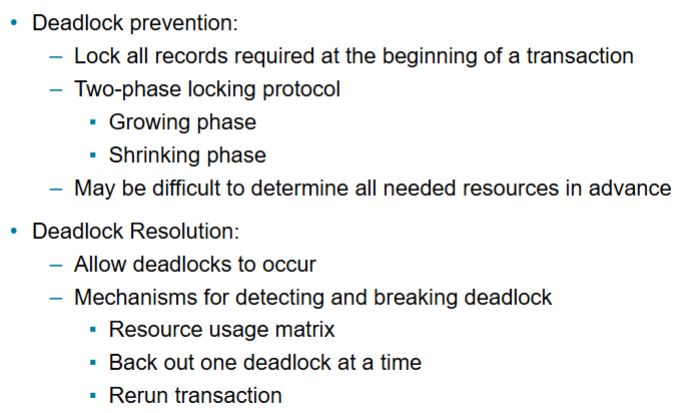 • Deadlock prevention:
– Lock all records required at the beginning of a transaction
– Two-phase locking protocol
▪ Growing phase
▪ Shrinking phase
– May be difficult to determine all needed resources in advance
• Deadlock Resolution:
– Allow deadlocks to occur
– Mechanisms for detecting and breaking deadlock
▪ Resource usage matrix
▪ Back out one deadlock at a time
▪ Rerun transaction